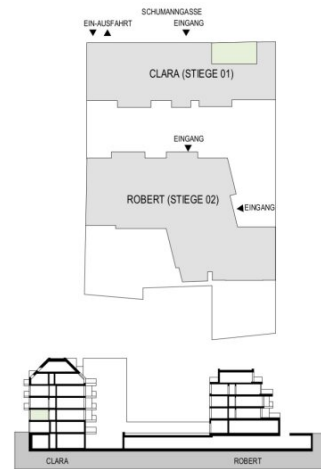 SCHUMANNGASSE
EIN-AUSFAHRT EINGANG
CLARA (STIEGE 01)
EINGANG
ROBERT (STIEGE 02)
EINGANG
CLARA ROBERT